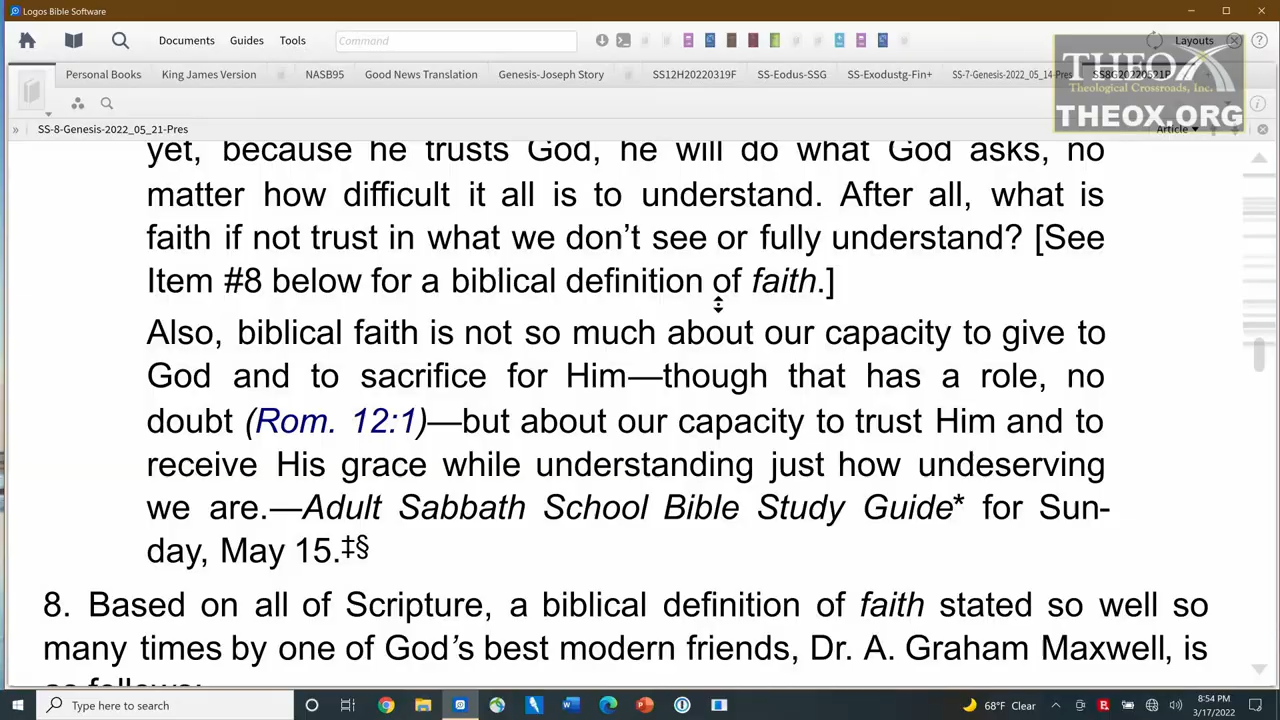 Logos Bible Software
Documents Guides Tools Command Layouts
THEOX
Theological Crossroads, Inc.
THEOX.ORG
Personal Books King James Version NASB95 Good News Translation Genesis-Joseph Story SS12H20220319F SS-Eodus-SSG SS-Exodustg-Fin+ SS-7-Genesis-2022_05_14-Pres SS8G20220521P
SS-8-Genesis-2022_05_21-Pres
Article
yet, because he trusts God, he will do what God asks, no
matter how difficult it all is to understand. After all, what is
faith if not trust in what we don’t see or fully understand? [See
Item #8 below for a biblical definition of faith.]
Also, biblical faith is not so much about our capacity to give to
God and to sacrifice for Him—though that has a role, no
doubt (Rom. 12:1)—but about our capacity to trust Him and to
receive His grace while understanding just how undeserving
we are.—Adult Sabbath School Bible Study Guide* for Sun-
day, May 15.‡§
8. Based on all of Scripture, a biblical definition of faith stated so well so
many times by one of God’s best modern friends, Dr. A. Graham Maxwell, is
as follows:
Type here to search
68°F Clear
8:54 PM
3/17/2022